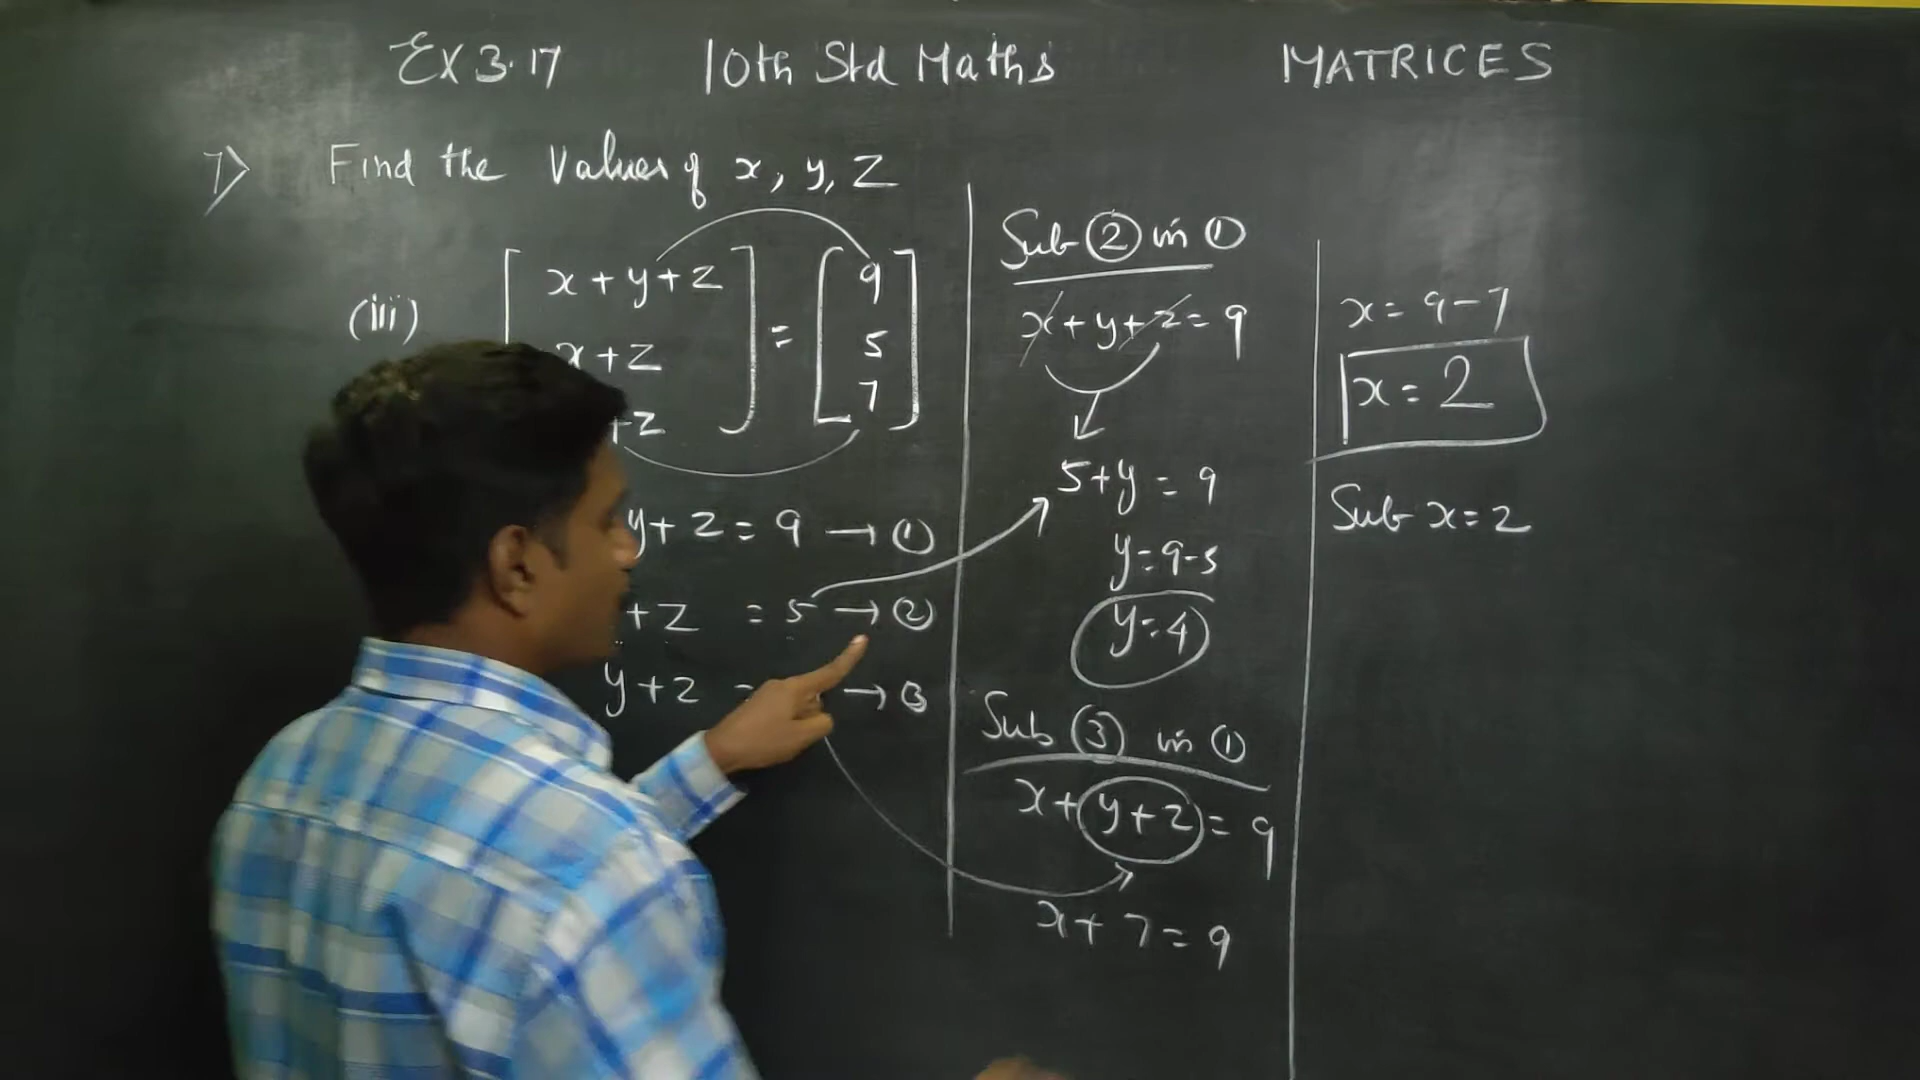 Ex 3.17 10th Std Maths MATRICES
7) Find the Values of x, y, z
(iii) [ x+y+z ] = [ 9 ]
x+z 5
+z 7
y+z=9 → ①
+z =5 → ②
y+z = → ③
Sub ② in ①
x+y+z=9
5+y=9
y=9-5
y=4
Sub ③ in ①
x+y+z=9
x+7=9
x=9-7
x=2
Sub x=2